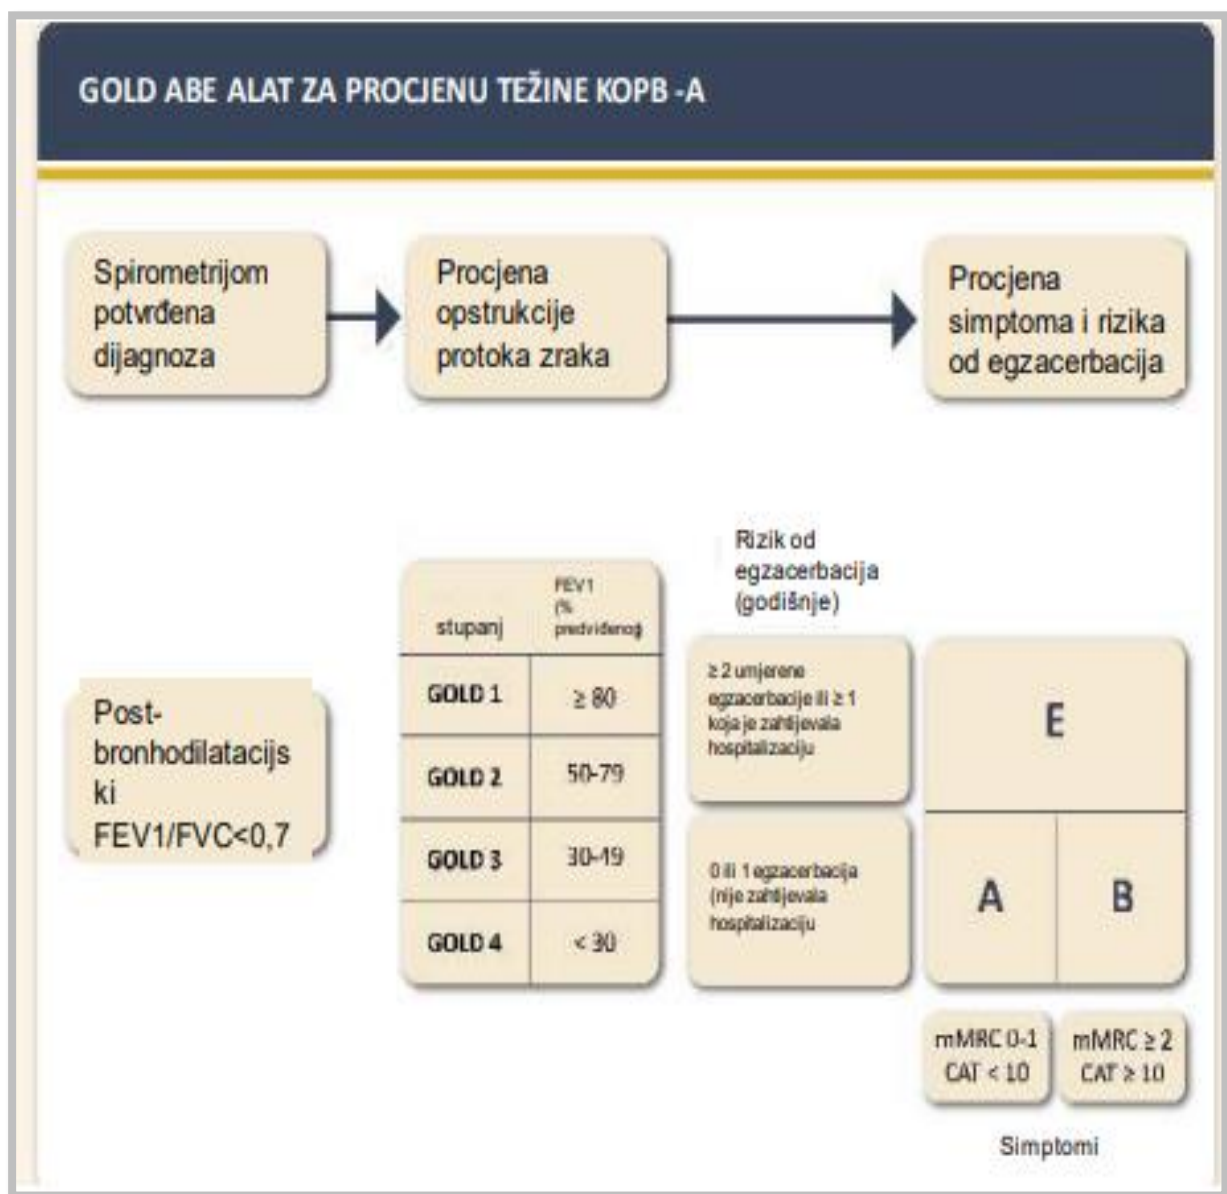 GOLD ABE ALAT ZA PROCJENU TEŽINE KOPB -A
Spirometrijom
potvrđena
dijagnoza
Procjena
opstrukcije
protoka zraka
Procjena
simptoma i rizika
od egzacerbacija
Post-
bronhodilatacijs
ki
FEV1/FVC<0,7
stupanj
FEV1
(%
predviđenog)
GOLD 1
≥ 80
GOLD 2
50-79
GOLD 3
30-49
GOLD 4
< 30
Rizik od
egzacerbacija
(godišnje)
≥ 2 umjerene
egzacerbacije ili ≥ 1
koja je zahtijevala
hospitalizaciju
0 ili 1 egzacerbacija
(nije zahtijevala
hospitalizaciju
E
A
B
mMRC 0-1
CAT < 10
mMRC ≥ 2
CAT ≥ 10
Simptomi